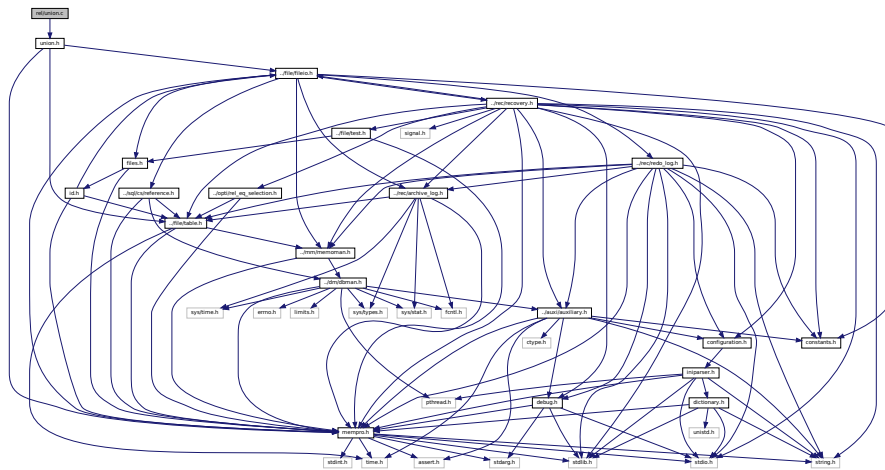 rel/union.c
union.h
../file/fileio.h
../rec/recovery.h
../file/test.h
signal.h
files.h
../rec/redo_log.h
id.h
../sql/cs/reference.h
../opti/rel_eq_selection.h
../rec/archive_log.h
../file/table.h
../mm/memoman.h
../dm/dbman.h
sys/time.h
errno.h
limits.h
sys/types.h
sys/stat.h
fcntl.h
../auxi/auxiliary.h
ctype.h
configuration.h
constants.h
iniparser.h
pthread.h
debug.h
dictionary.h
mempro.h
unistd.h
stdint.h
time.h
assert.h
stdarg.h
stdlib.h
stdio.h
string.h